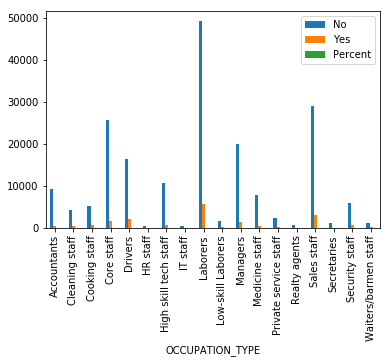 50000
40000
30000
20000
10000
0
No
Yes
Percent
Accountants
Cleaning staff
Cooking staff
Core staff
Drivers
HR staff
High skill tech staff
IT staff
Laborers
Low-skill Laborers
Managers
Medicine staff
Private service staff
Realty agents
Sales staff
Secretaries
Security staff
Waiters/barmen staff
OCCUPATION_TYPE